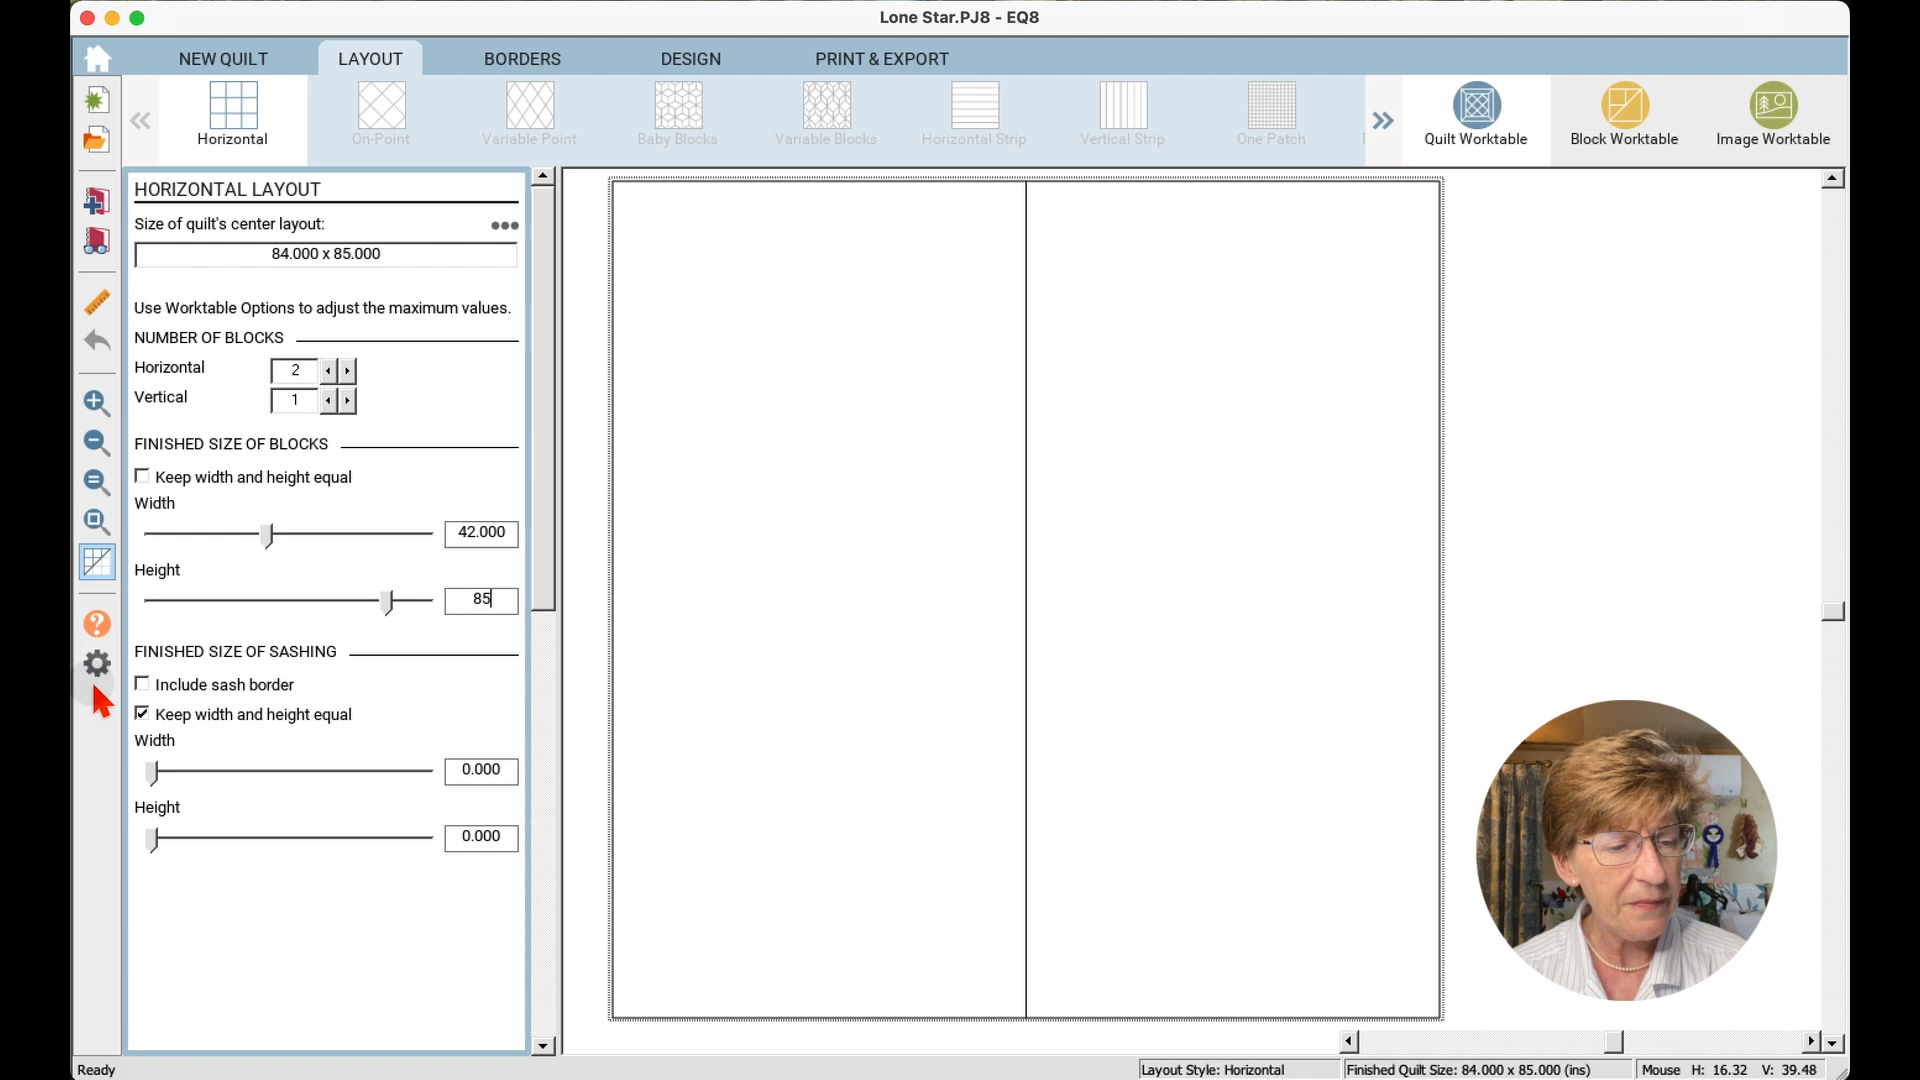 Lone Star.PJ8 - EQ8
NEW QUILT
LAYOUT
BORDERS
DESIGN
PRINT & EXPORT
Horizontal
On-Point
Variable Point
Baby Blocks
Variable Blocks
Horizontal Strip
Vertical Strip
One Patch
Quilt Worktable
Block Worktable
Image Worktable
HORIZONTAL LAYOUT
Size of quilt's center layout:
84.000 x 85.000
Use Worktable Options to adjust the maximum values.
NUMBER OF BLOCKS
Horizontal 2
Vertical 1
FINISHED SIZE OF BLOCKS
Keep width and height equal
Width
42.000
Height
85
FINISHED SIZE OF SASHING
Include sash border
Keep width and height equal
Width
0.000
Height
0.000
Ready
Layout Style: Horizontal
Finished Quilt Size: 84.000 x 85.000 (ins)
Mouse H: 16.32 V: 39.48